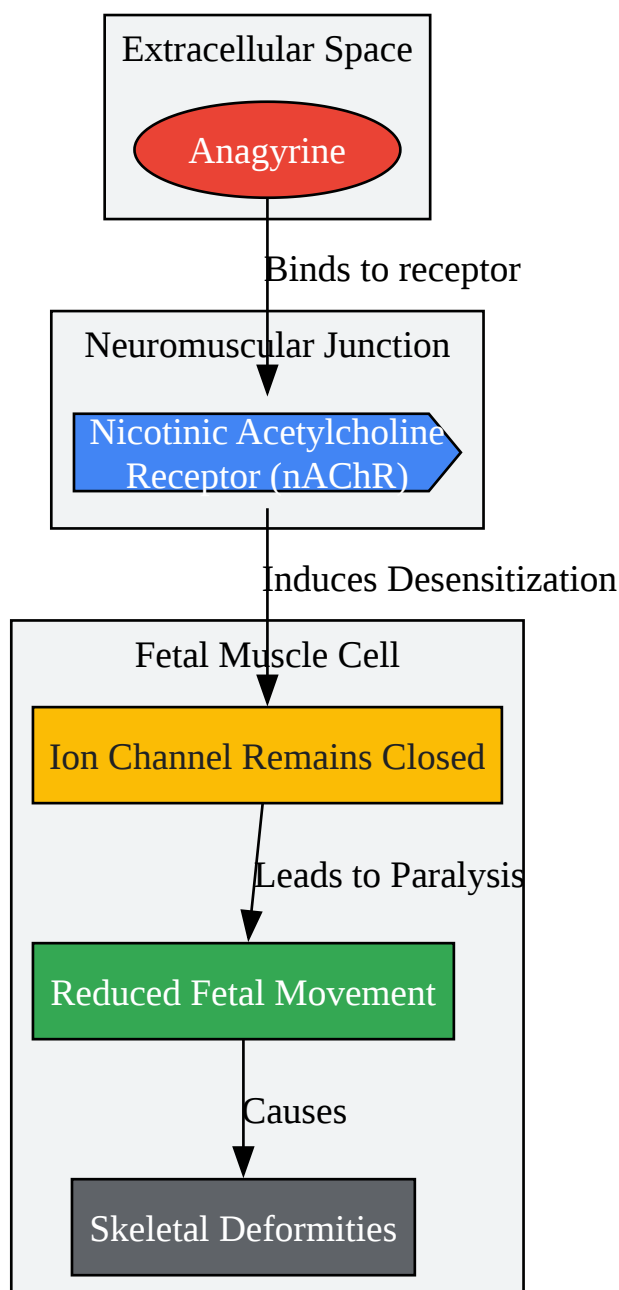 Extracellular Space
Anagyrine
Binds to receptor
Neuromuscular Junction
Nicotinic Acetylcholine
Receptor (nAChR)
Induces Desensitization
Fetal Muscle Cell
Ion Channel Remains Closed
Leads to Paralysis
Reduced Fetal Movement
Causes
Skeletal Deformities